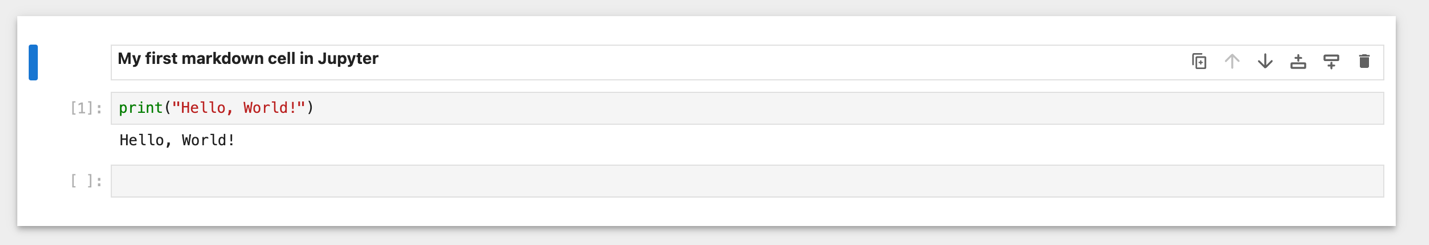 My first markdown cell in Jupyter
[1]: print("Hello, World!")
Hello, World!
[ ]: